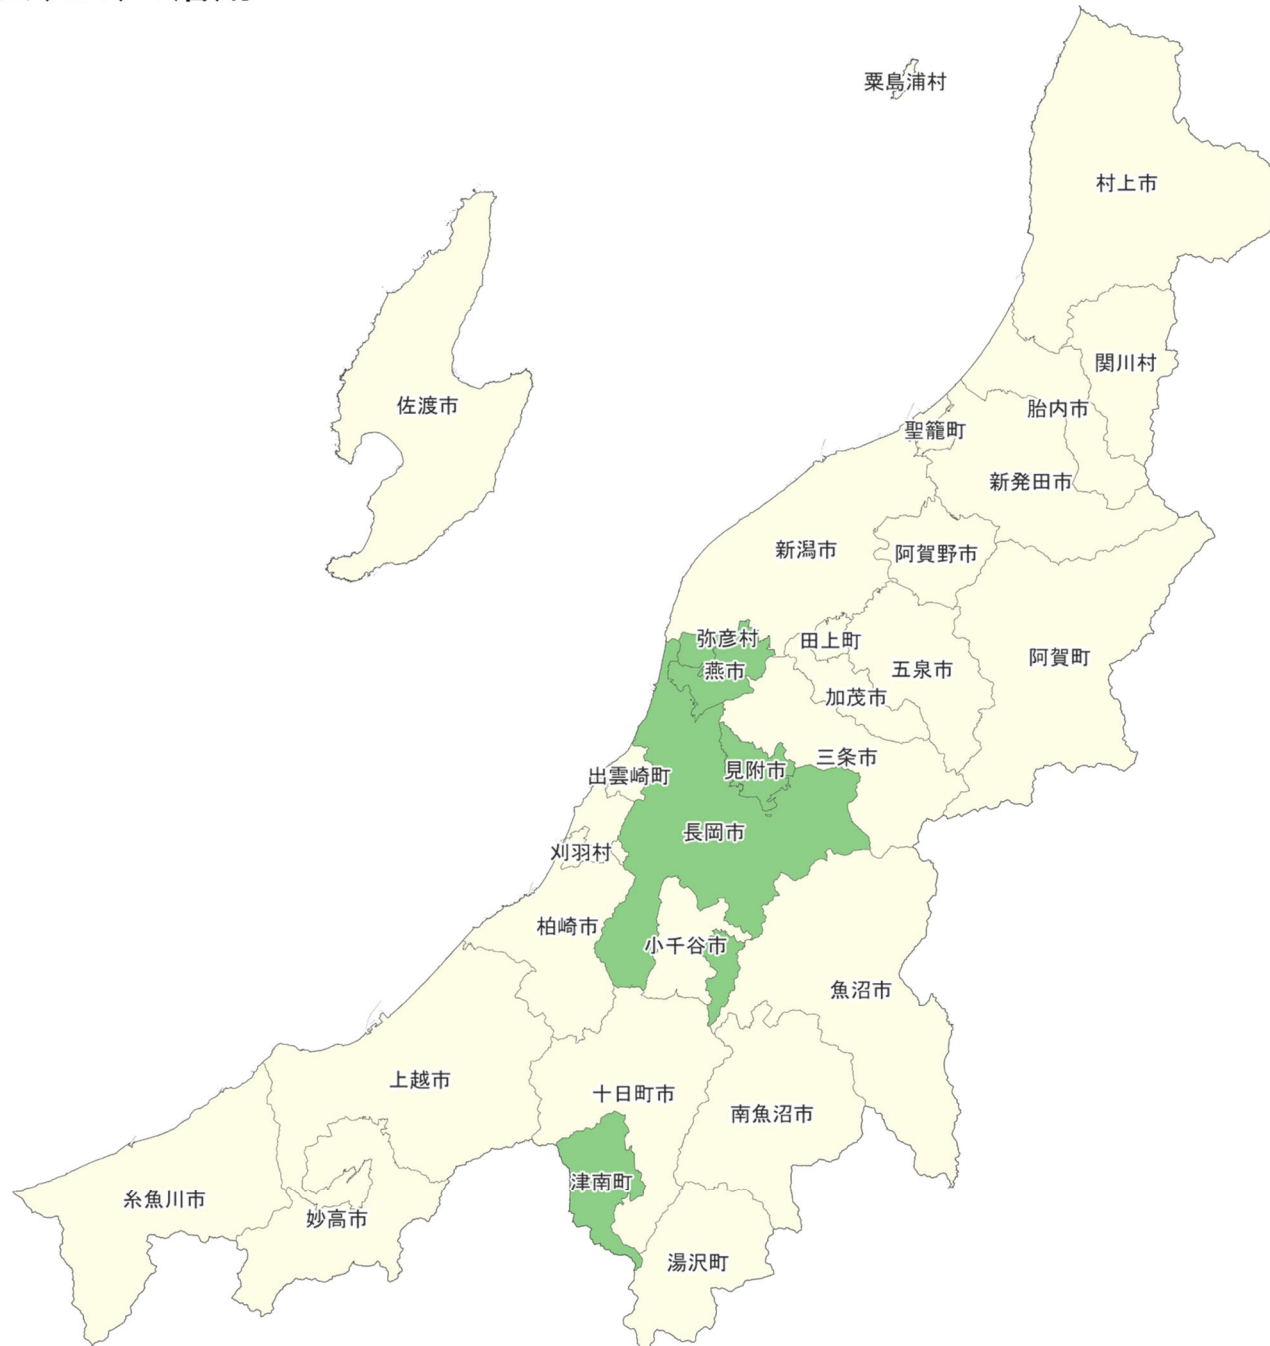 粟島浦村
村上市
関川村
佐渡市
胎内市
聖籠町
新発田市
新潟市
阿賀野市
弥彦村
田上町
阿賀町
燕市
五泉市
加茂市
三条市
見附市
出雲崎町
長岡市
刈羽村
柏崎市
小千谷市
魚沼市
上越市
十日町市
南魚沼市
津南町
糸魚川市
妙高市
湯沢町